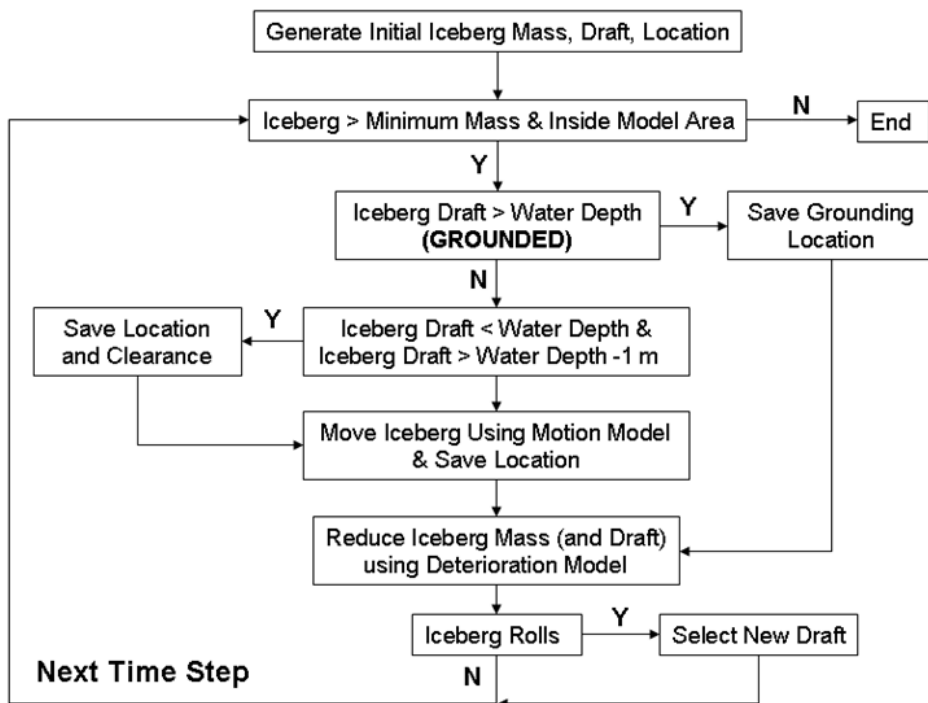 Generate Initial Iceberg Mass, Draft, Location
Iceberg > Minimum Mass & Inside Model Area
N
End
Y
Iceberg Draft > Water Depth
(GROUNDED)
Y
Save Grounding
Location
N
Save Location
and Clearance
Y
Iceberg Draft < Water Depth &
Iceberg Draft > Water Depth -1 m
Move Iceberg Using Motion Model
& Save Location
Reduce Iceberg Mass (and Draft)
using Deterioration Model
Iceberg Rolls
Y
Select New Draft
N
Next Time Step